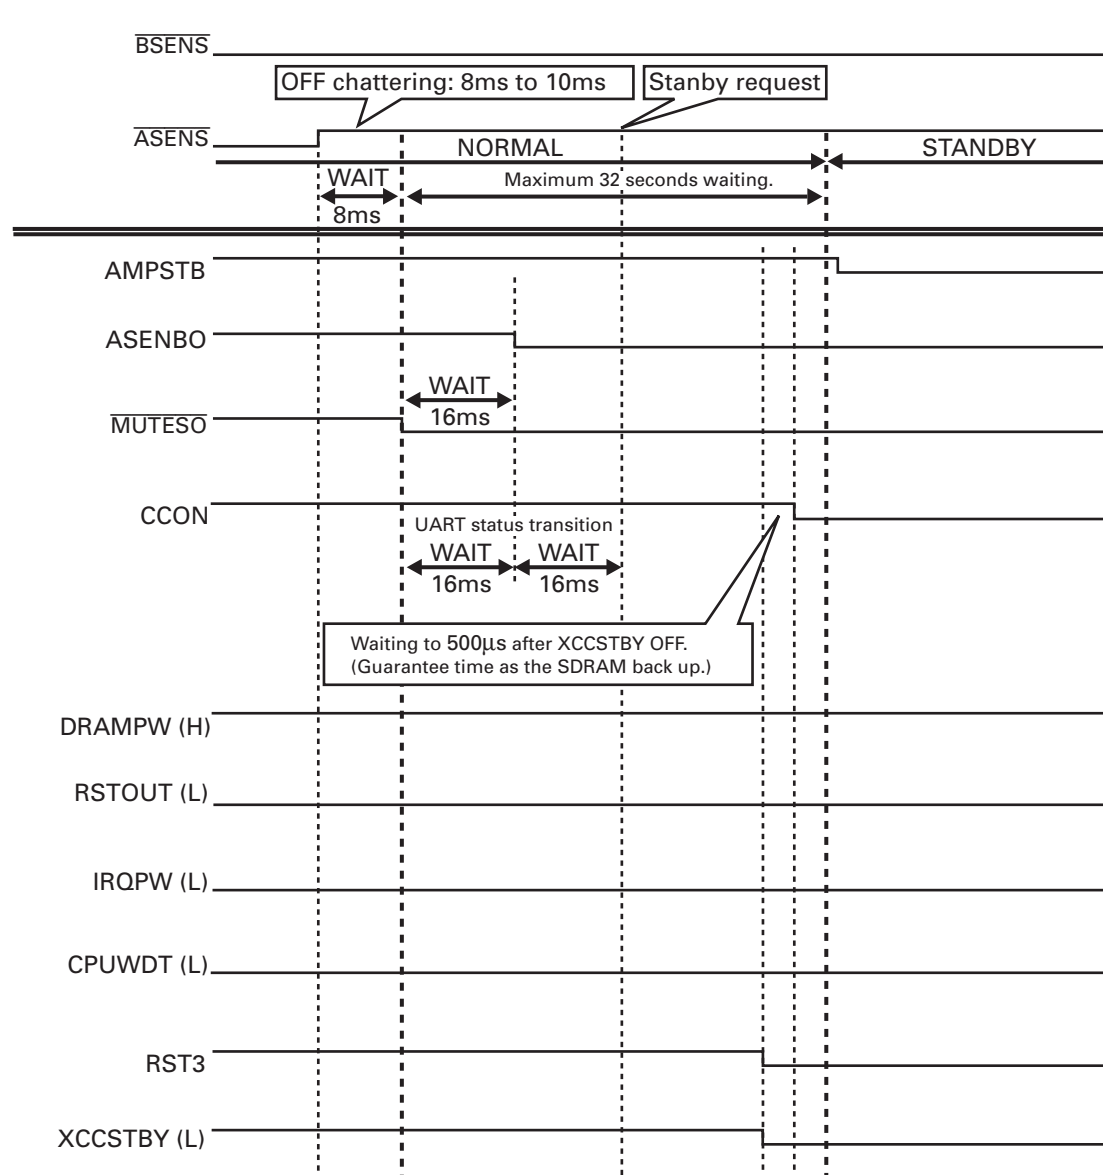 BSENS
OFF chattering: 8ms to 10ms
Stanby request
ASENS
NORMAL
STANDBY
WAIT
Maximum 32 seconds waiting.
8ms
AMPSTB
ASENBO
WAIT
16ms
MUTESO
CCON
UART status transition
WAIT WAIT
16ms 16ms
Waiting to 500µs after XCCSTBY OFF.
(Guarantee time as the SDRAM back up.)
DRAMPW (H)
RSTOUT (L)
IRQPW (L)
CPUWDT (L)
RST3
XCCSTBY (L)